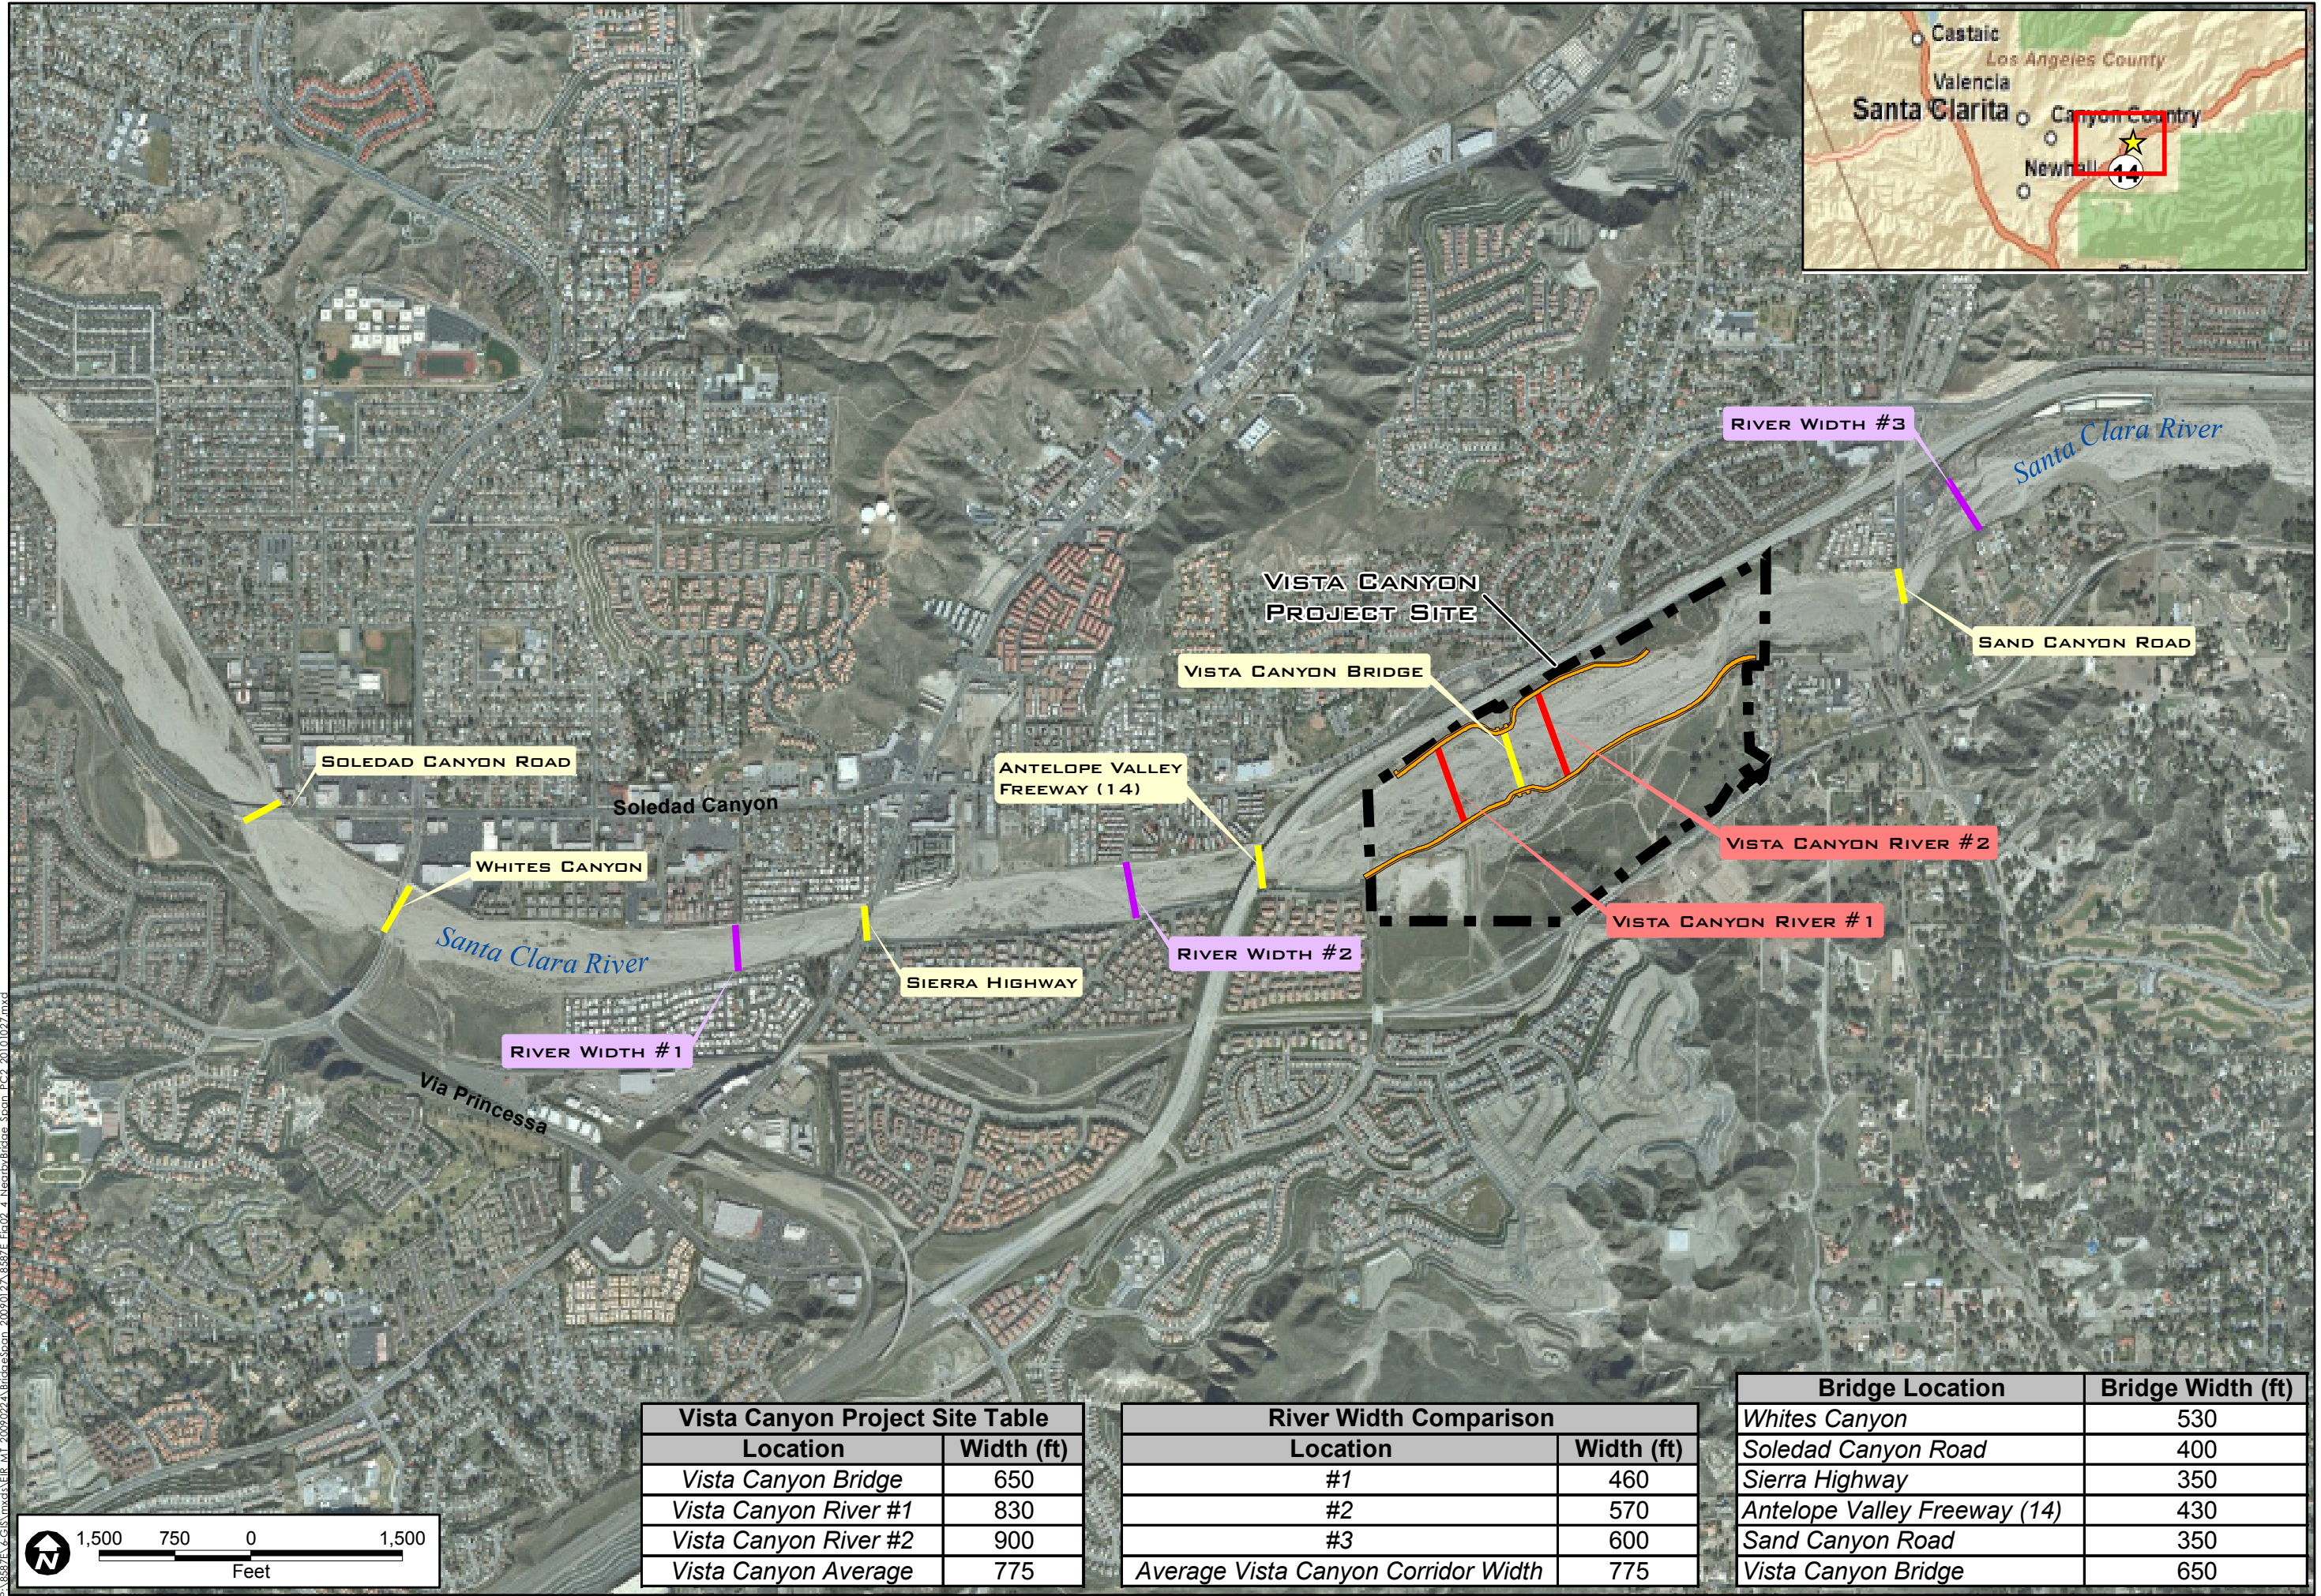 Castaic
Los Angeles County
Valencia
Santa Clarita
Canyon Country
Newhall
14
River Width #3
Santa Clara River
Vista Canyon
Project Site
Sand Canyon Road
Vista Canyon Bridge
Soledad Canyon Road
Antelope Valley
Freeway (14)
Soledad Canyon
Vista Canyon River #2
Whites Canyon
Vista Canyon River #1
Santa Clara River
River Width #2
Sierra Highway
River Width #1
Via Princessa
Vista Canyon Project Site Table
Location Width (ft)
Vista Canyon Bridge 650
Vista Canyon River #1 830
Vista Canyon River #2 900
Vista Canyon Average 775
River Width Comparison
Location Width (ft)
#1 460
#2 570
#3 600
Average Vista Canyon Corridor Width 775
Bridge Location Bridge Width (ft)
Whites Canyon 530
Soledad Canyon Road 400
Sierra Highway 350
Antelope Valley Freeway (14) 430
Sand Canyon Road 350
Vista Canyon Bridge 650
N
1,500 750 0 1,500
Feet